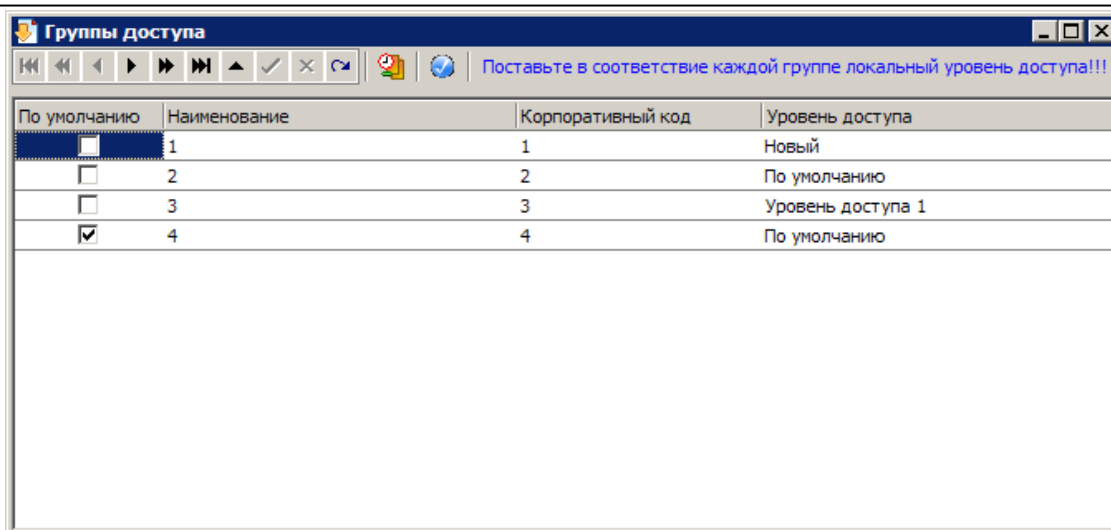 Группы доступа
Поставьте в соответствие каждой группе локальный уровень доступа!!!
По умолчанию Наименование Корпоративный код Уровень доступа
1 1 Новый
2 2 По умолчанию
3 3 Уровень доступа 1
4 4 По умолчанию